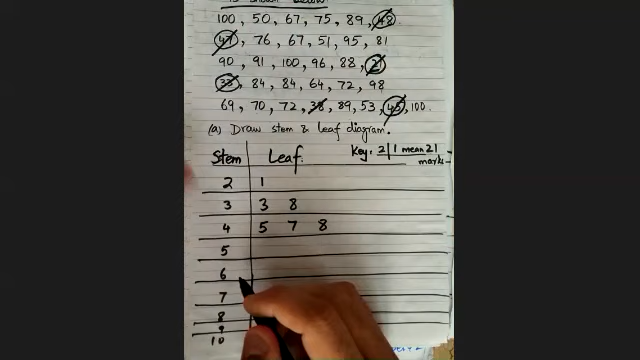 is shown below
100, 50, 67, 75, 89, 48
47, 76, 67, 51, 95, 81
90, 91, 100, 96, 88, 21
33, 84, 84, 64, 72, 98
69, 70, 72, 38, 89, 53, 45, 100.
(a) Draw stem & leaf diagram.
Stem Leaf. Key: 2|1 mean 21
marks
2 1
3 3 8
4 5 7 8
5
6
7
8
9
10